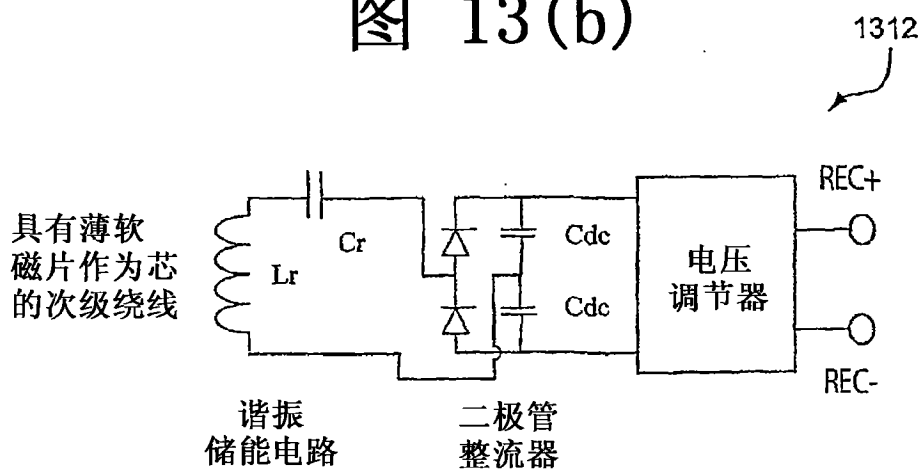 图 13(b)
1312
具有薄软
磁片作为芯
的次级绕线
Lr
Cr
Cdc
Cdc
电压
调节器
REC+
REC-
谐振
储能电路
二极管
整流器